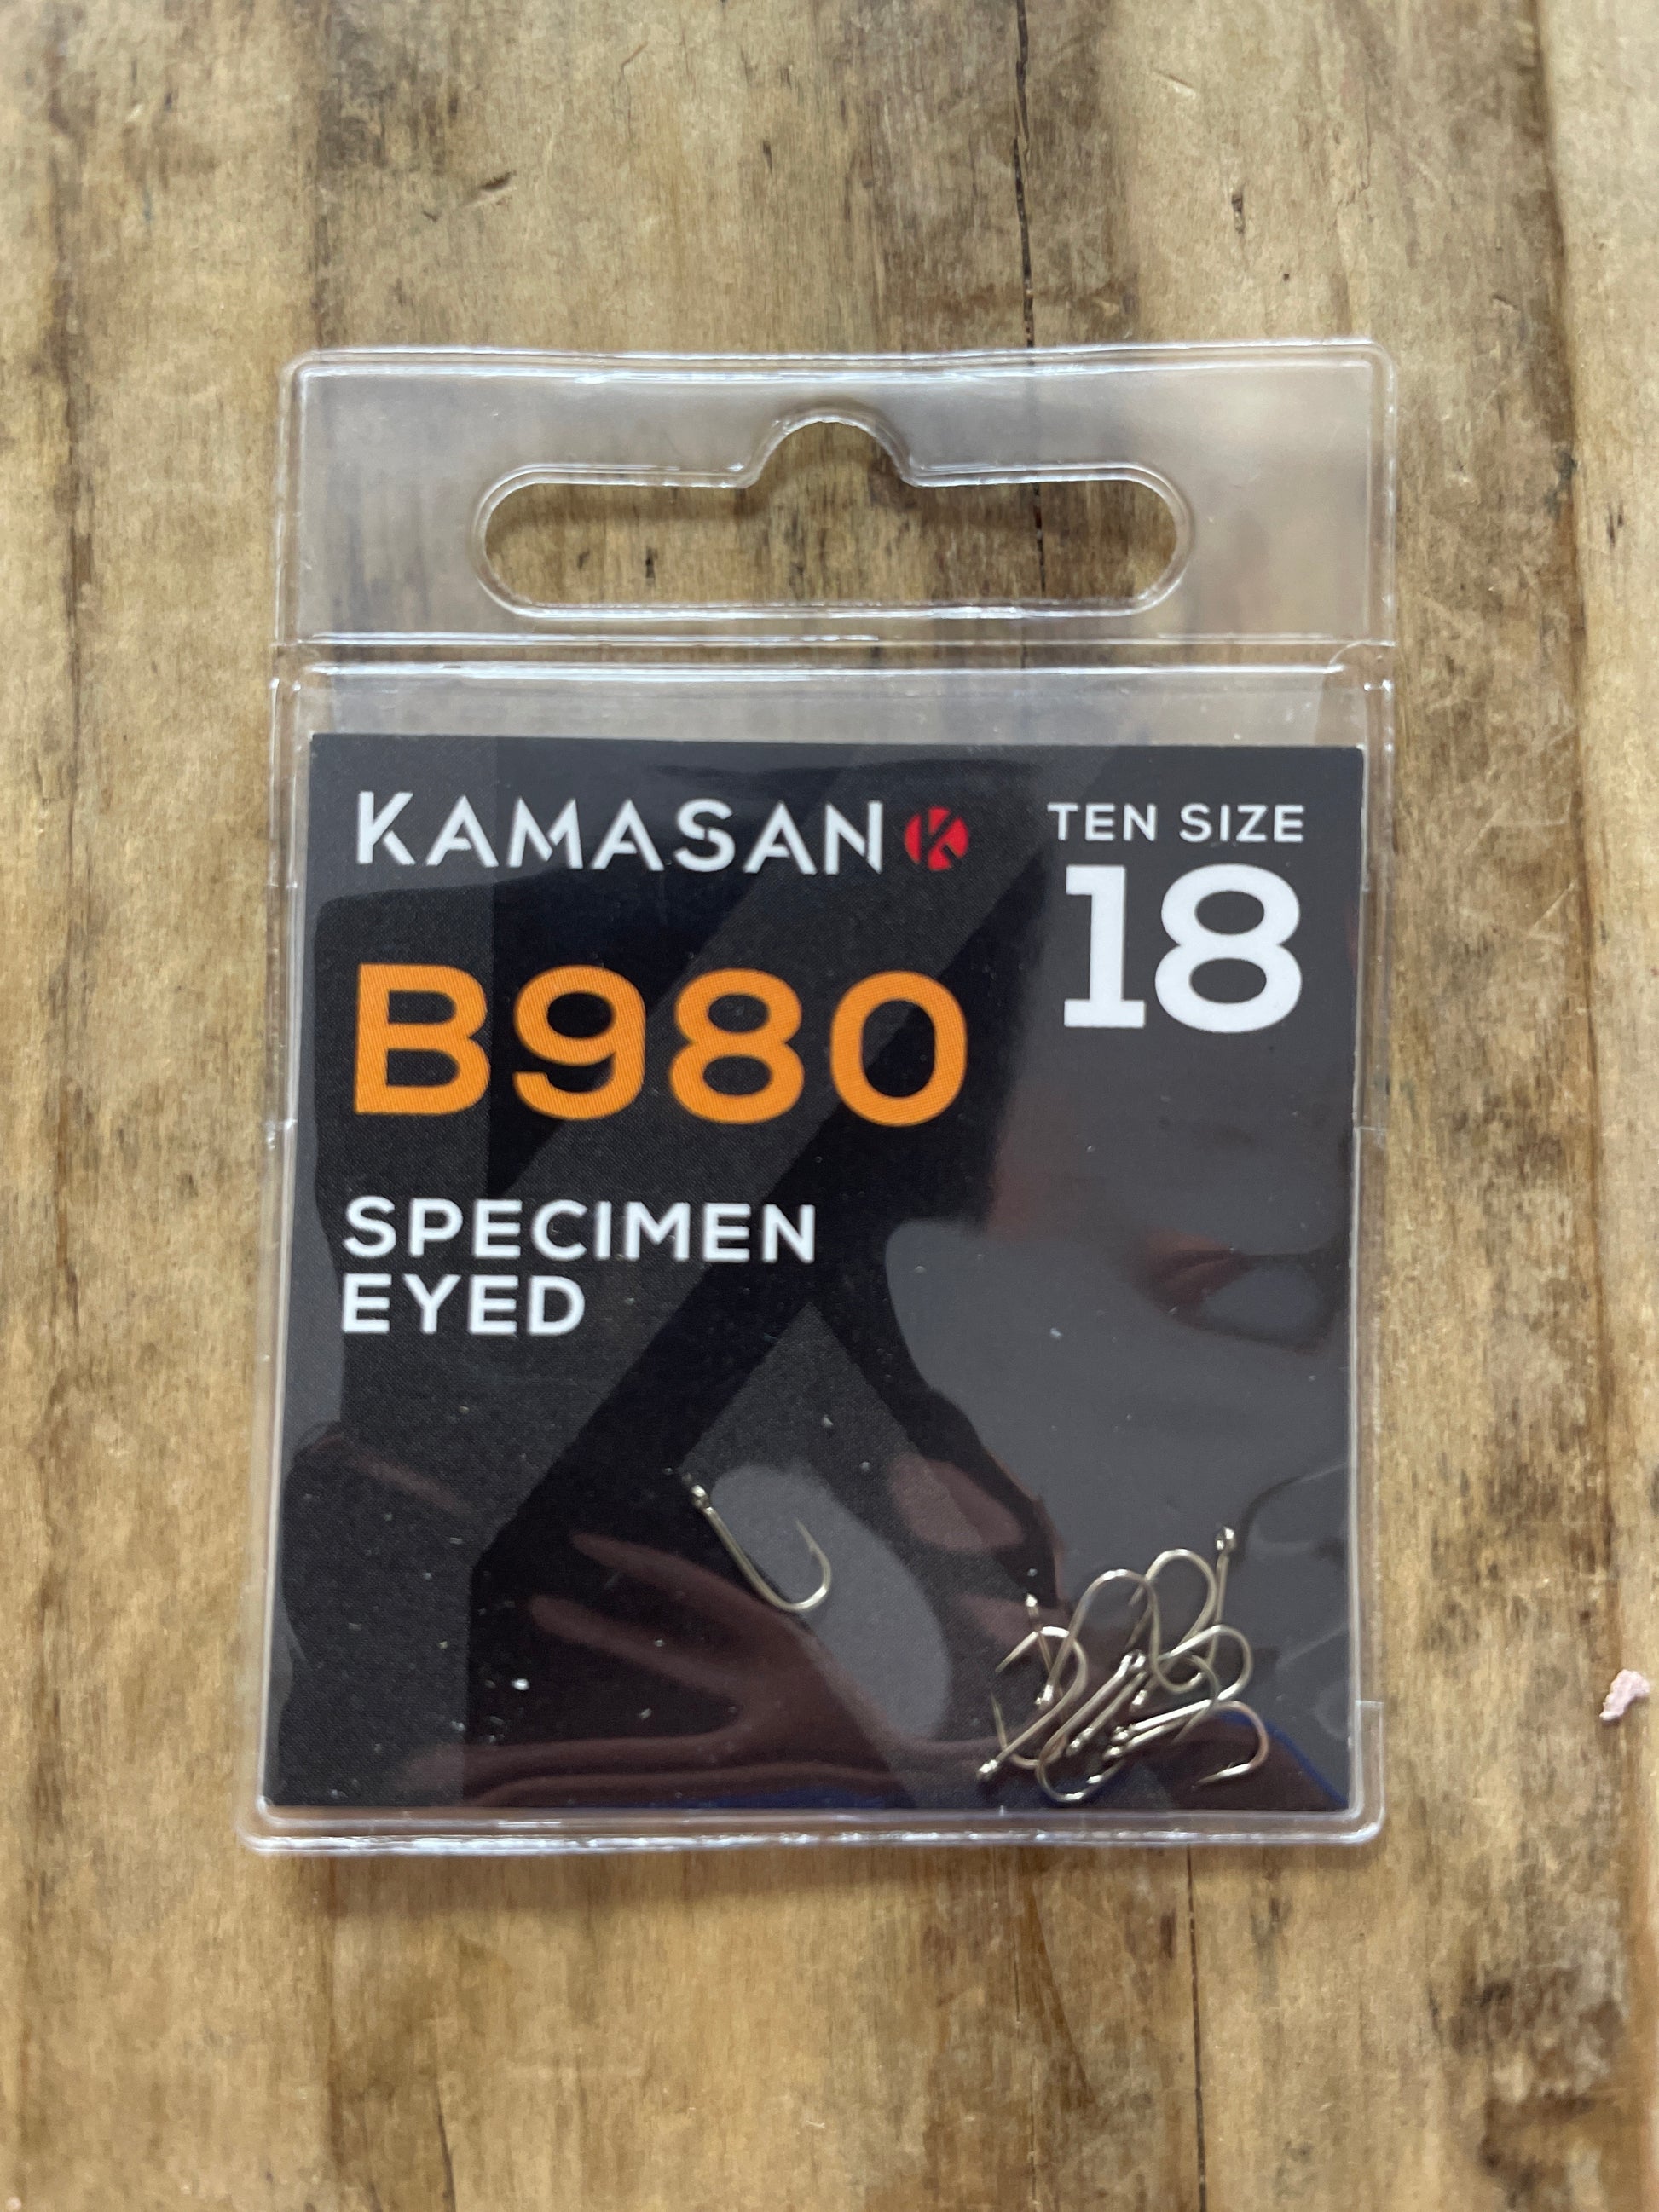 KAMASAN
TEN SIZE
18
B980
SPECIMEN
EYED